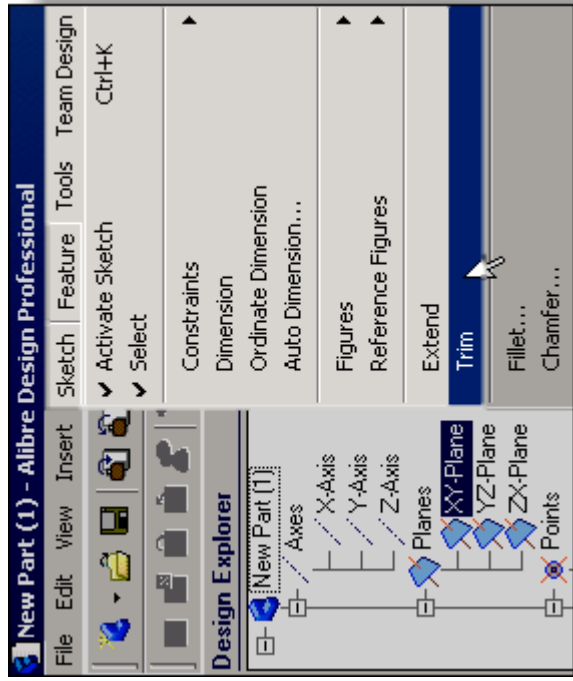 New Part (1) - Alibre Design Professional
File Edit View Insert Sketch Feature Tools Team Design
Activate Sketch Ctrl+K
Select
Constraints
Dimension
Ordinate Dimension
Auto Dimension...
Figures
Reference Figures
Extend
Trim
Fillet...
Chamfer...
Design Explorer
New Part (1)
Axes
X-Axis
Y-Axis
Z-Axis
Planes
XY-Plane
YZ-Plane
ZX-Plane
Points